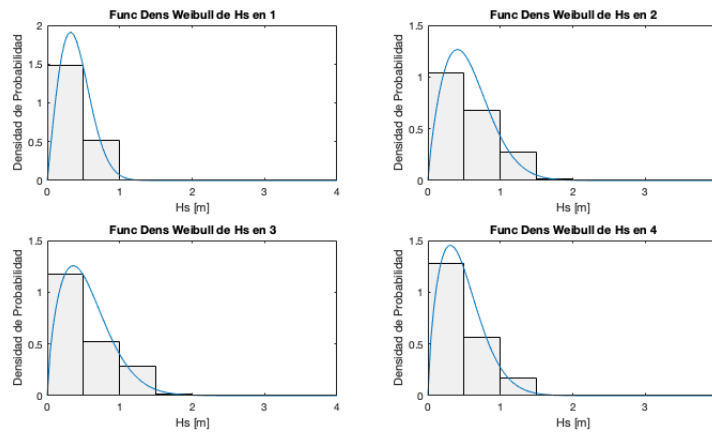 Func Dens Weibull de Hs en 1
Densidad de Probabilidad
2
1.5
1
0.5
0
0 1 2 3 4
Hs [m]
Func Dens Weibull de Hs en 2
Densidad de Probabilidad
1.5
1
0.5
0
0 1 2 3
Hs [m]
Func Dens Weibull de Hs en 3
Densidad de Probabilidad
1.5
1
0.5
0
0 1 2 3 4
Hs [m]
Func Dens Weibull de Hs en 4
Densidad de Probabilidad
1.5
1
0.5
0
0 1 2 3
Hs [m]